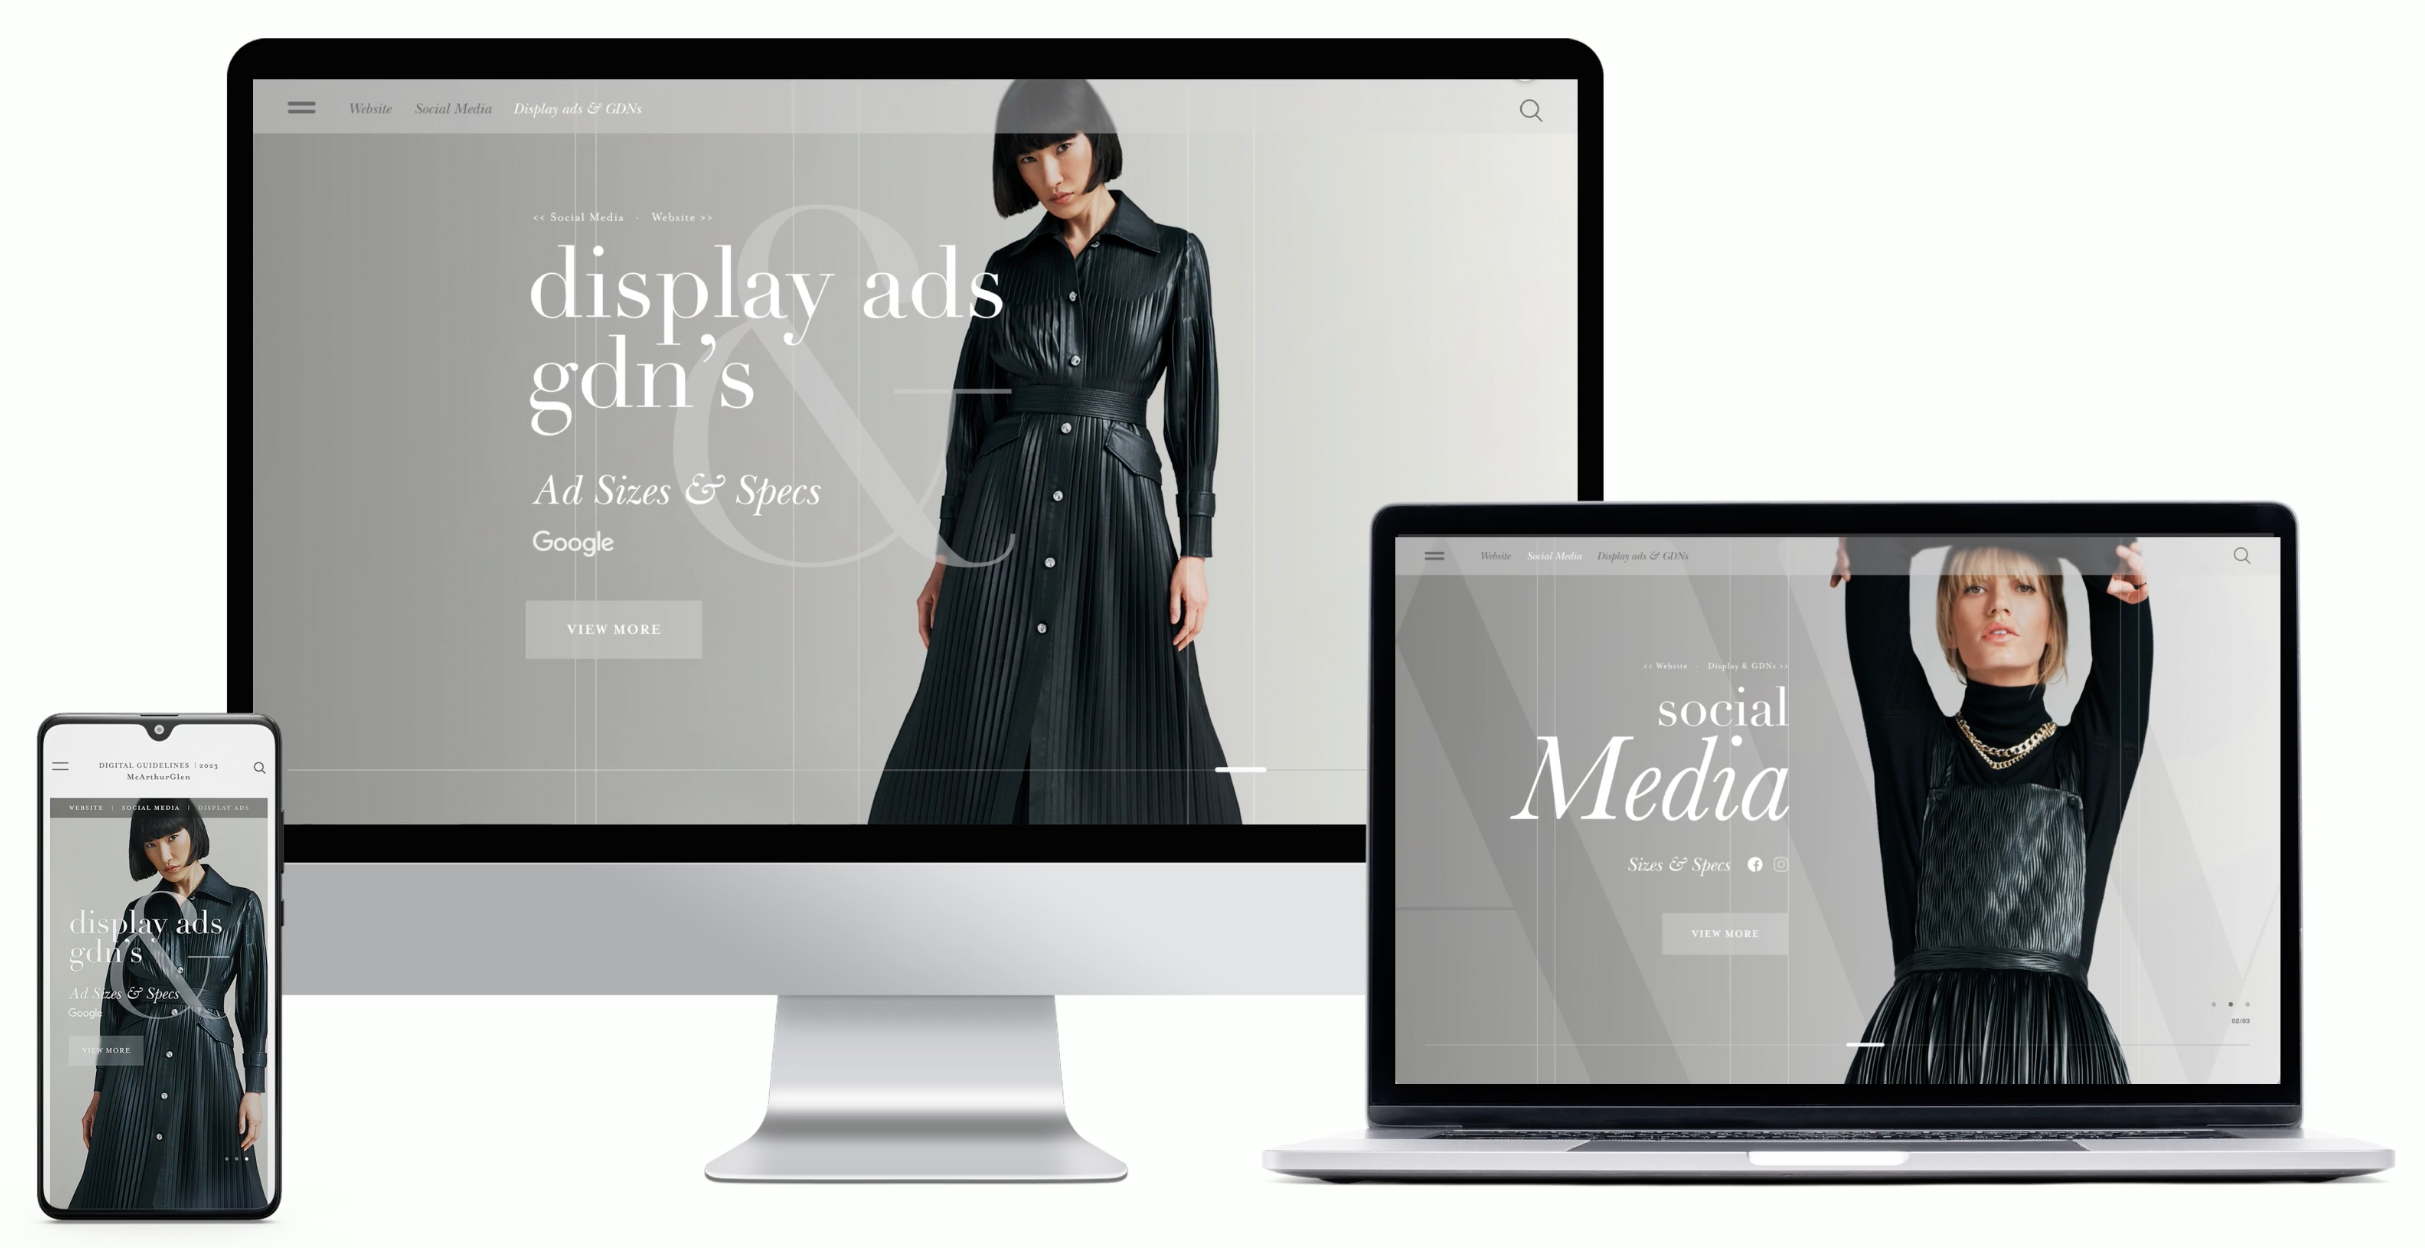 Website Social Media Display ads & GDNs
<< Social Media · Website >>
display ads
gdn's
&
Ad Sizes & Specs
Google
VIEW MORE
DIGITAL GUIDELINES | 2023
McArthurGlen
WEBSITE | SOCIAL MEDIA | DISPLAY ADS
display ads
gdn's
&
Ad Sizes & Specs
Google
VIEW MORE
Website Social Media Display ads & GDNs
<< Website · Display & GDNs >>
social
Media
Sizes & Specs
VIEW MORE
02/03